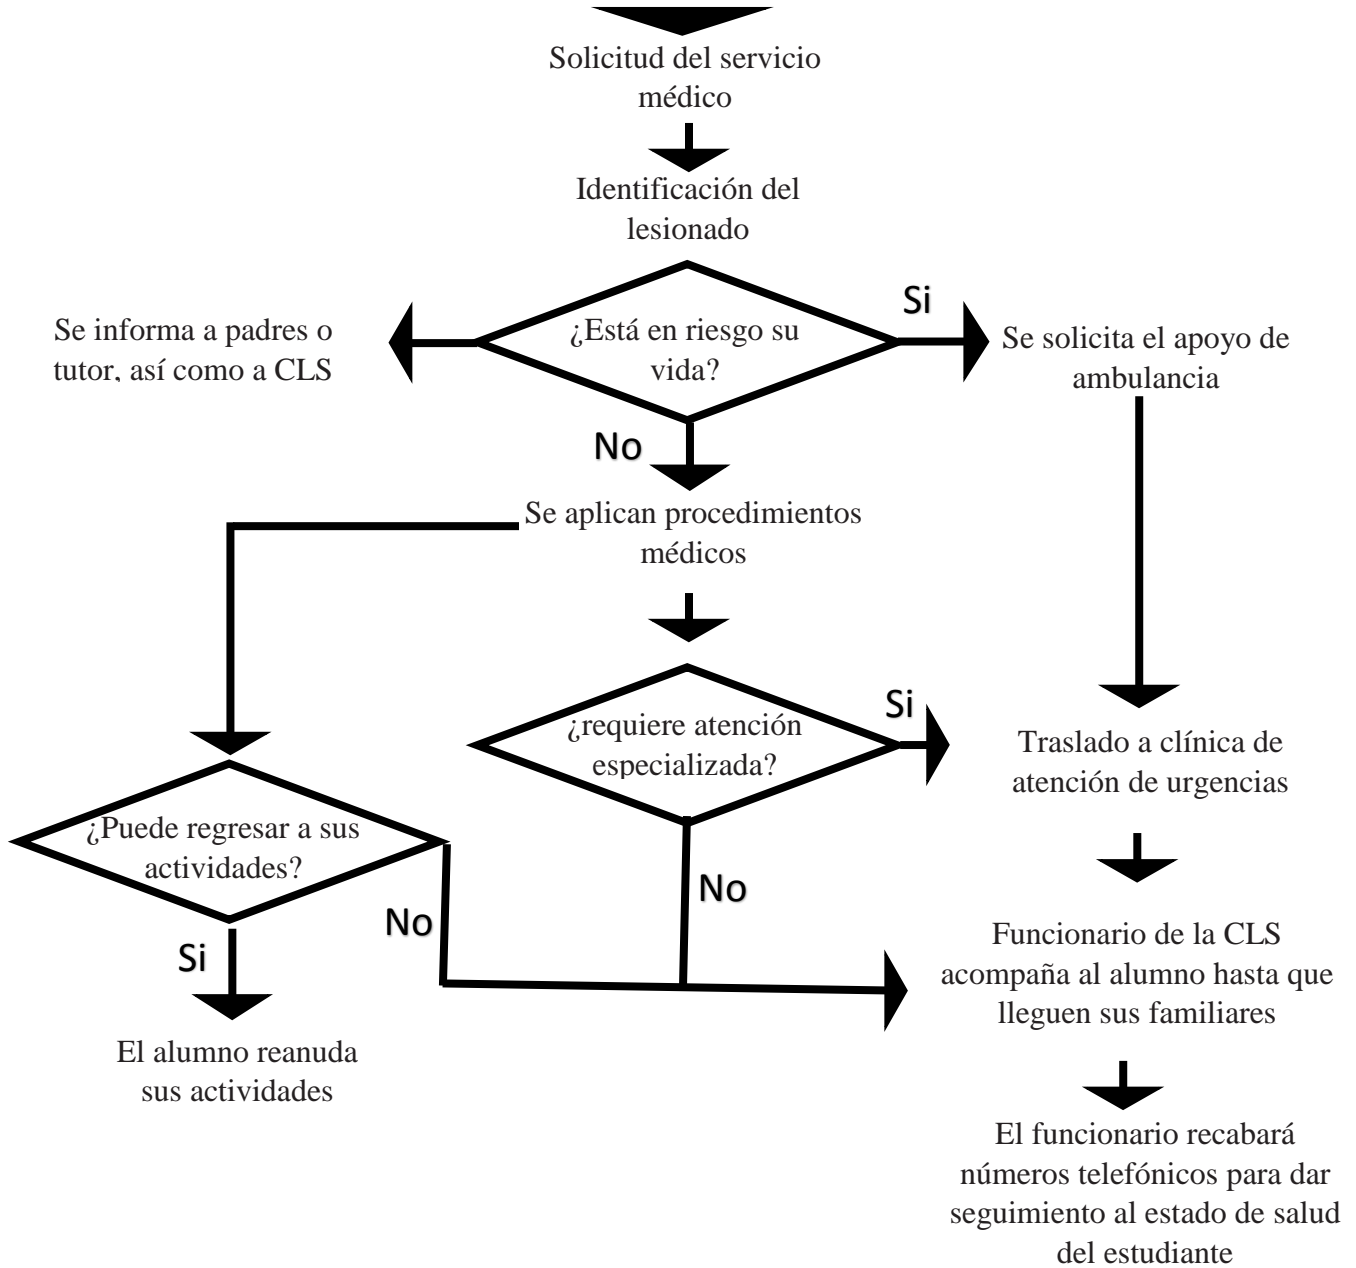 Solicitud del servicio
médico
Identificación del
lesionado
¿Está en riesgo su
vida?
Si
Se informa a padres o
tutor, así como a CLS
Se solicita el apoyo de
ambulancia
No
Se aplican procedimientos
médicos
¿requiere atención
especializada?
Si
Traslado a clínica de
atención de urgencias
¿Puede regresar a sus
actividades?
No
No
Si
Funcionario de la CLS
acompaña al alumno hasta que
lleguen sus familiares
El alumno reanuda
sus actividades
El funcionario recabará
números telefónicos para dar
seguimiento al estado de salud
del estudiante